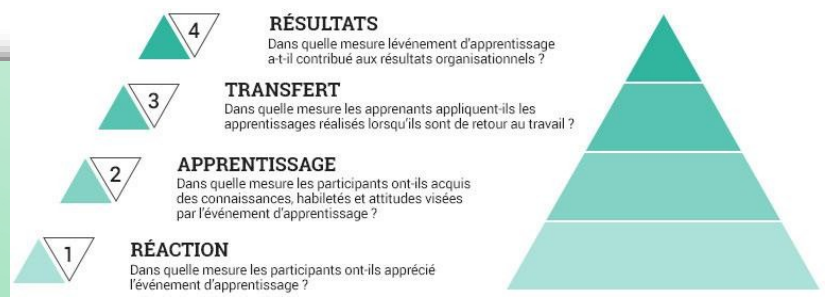 4
RÉSULTATS
Dans quelle mesure lévénement d'apprentissage
a-t-il contribué aux résultats organisationnels ?
3
TRANSFERT
Dans quelle mesure les apprenants appliquent-ils les
apprentissages réalisés lorsqu'ils sont de retour au travail ?
2
APPRENTISSAGE
Dans quelle mesure les participants ont-ils acquis
des connaissances, habiletés et attitudes visées
par l'événement d'apprentissage ?
1
RÉACTION
Dans quelle mesure les participants ont-ils apprécié
l'événement d'apprentissage ?